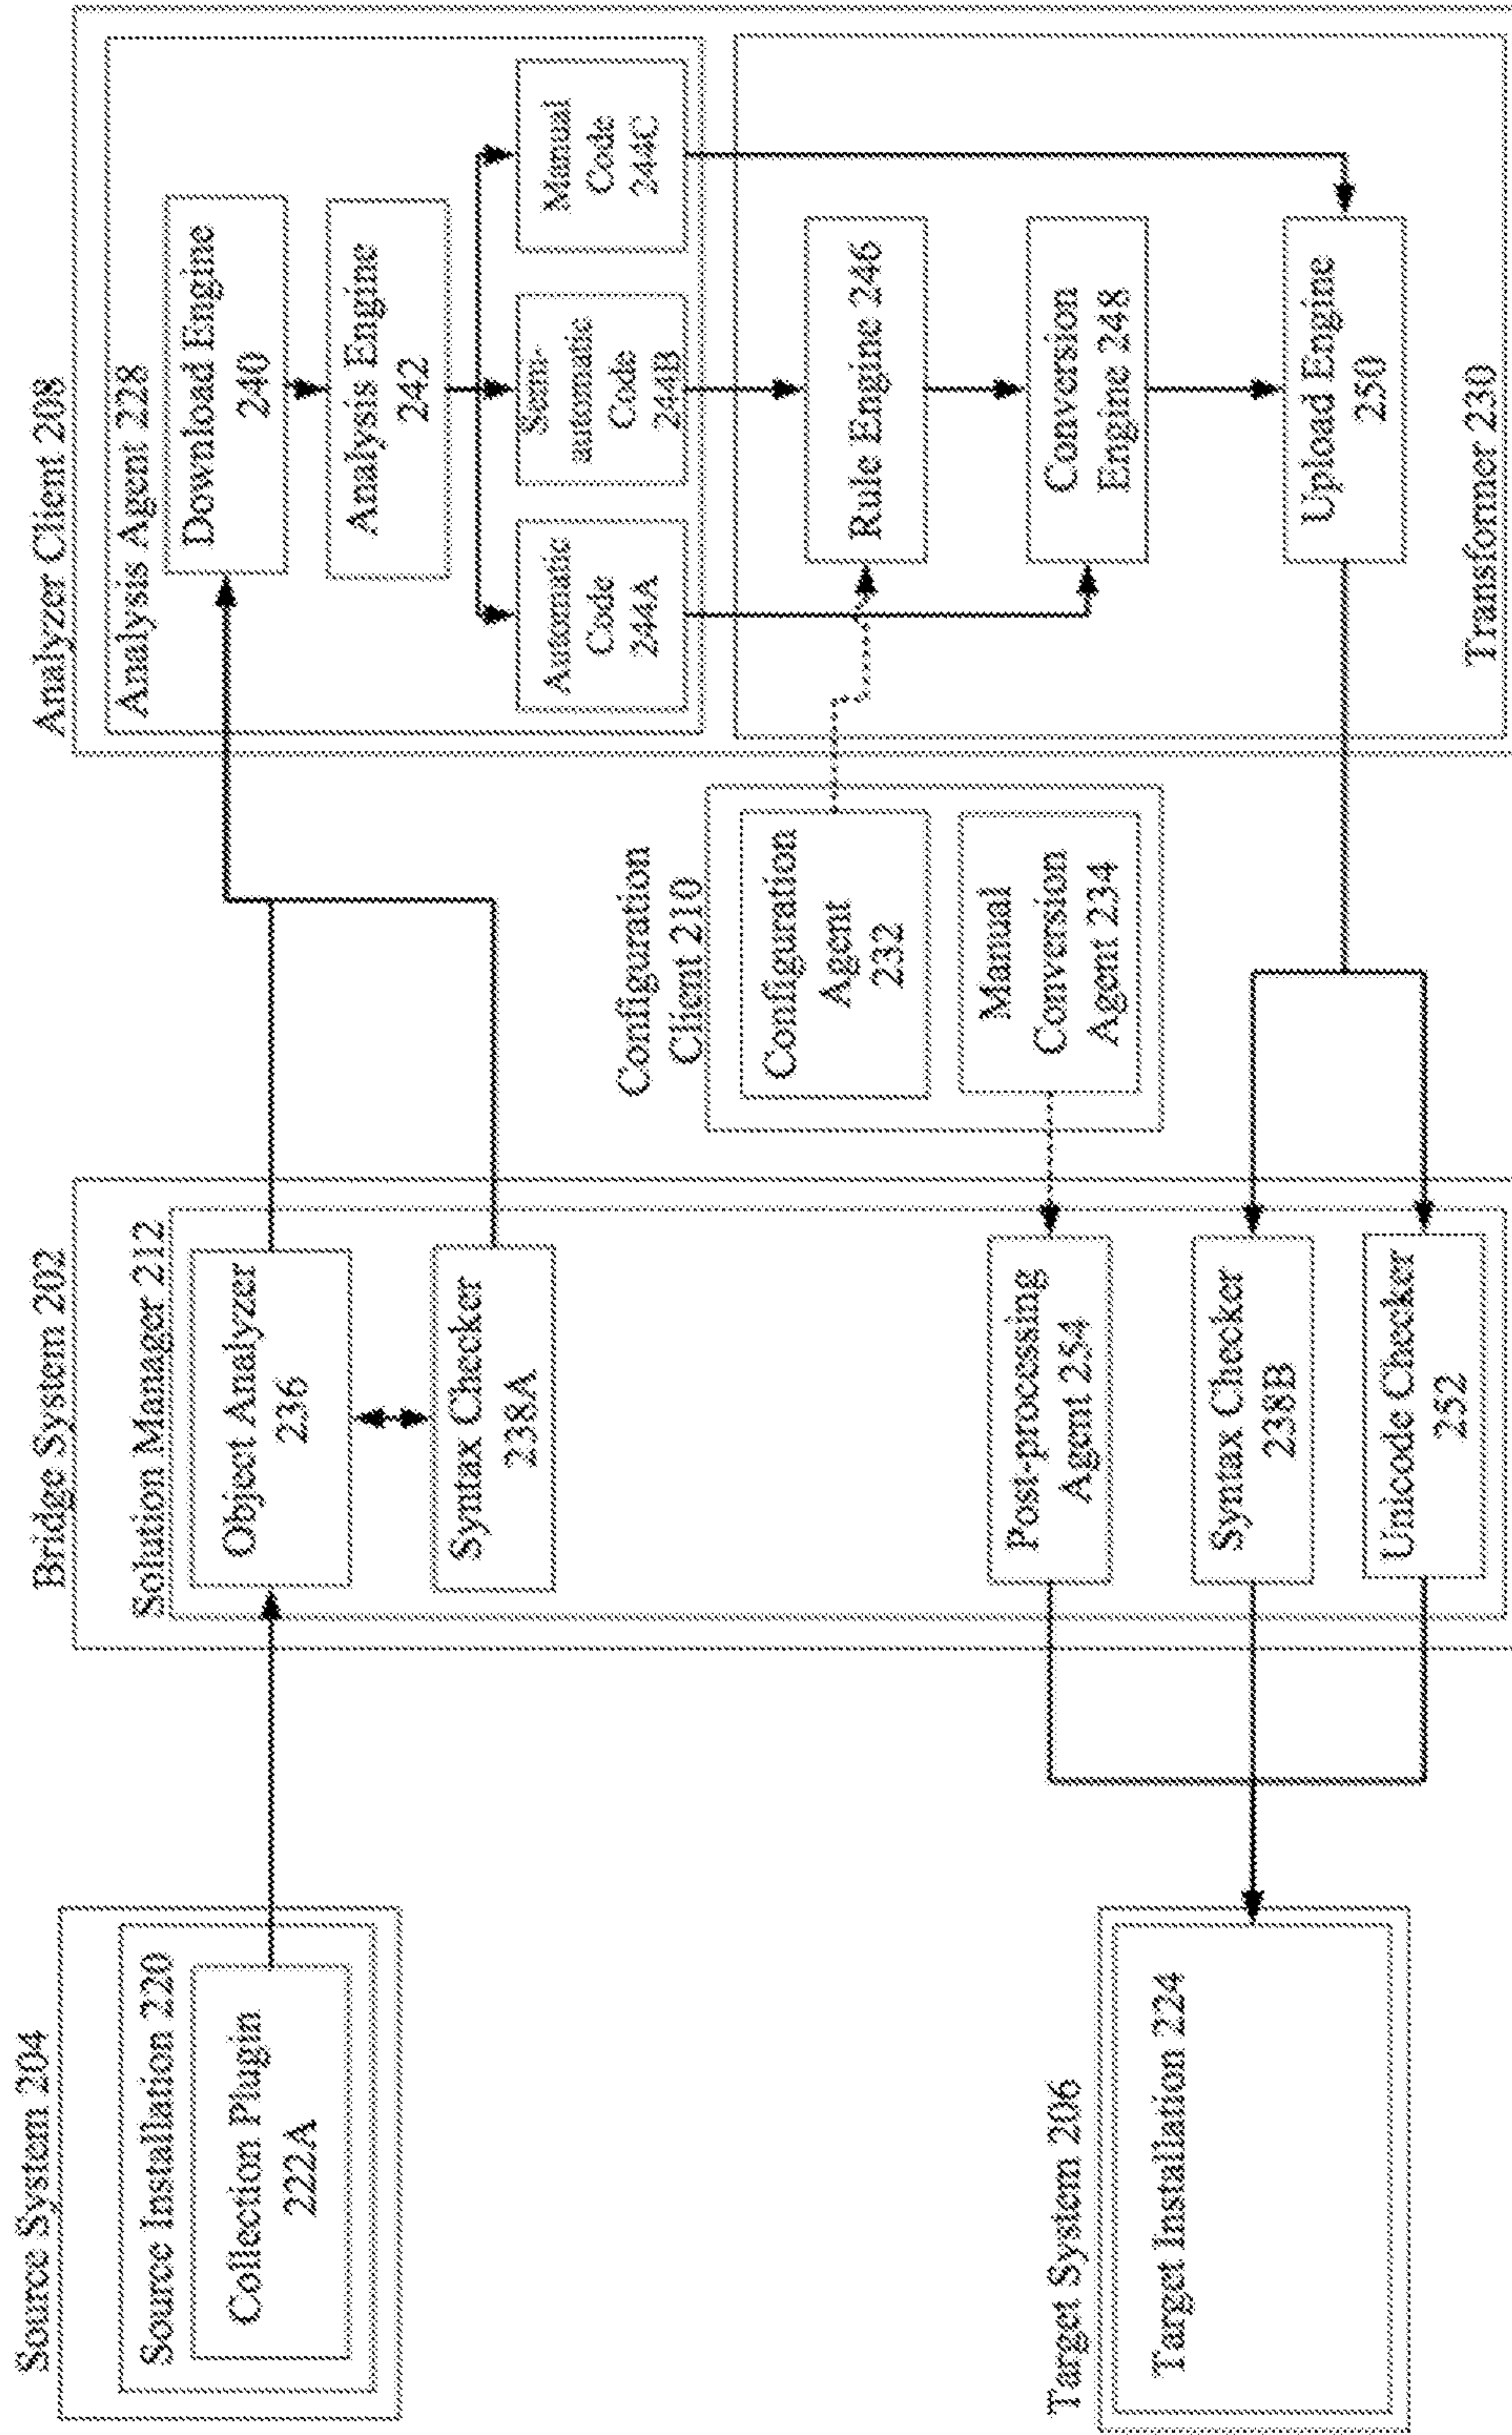 Source System 204
Source Installation 220
Collection Plugin
222A
Target System 206
Target Installation 224
Bridge System 202
Solution Manager 212
Object Analyzer
236
Syntax Checker
238A
Post-processing
Agent 254
Syntax Checker
238B
Unicode Checker
252
Configuration
Client 210
Configuration
Agent
232
Manual
Conversion
Agent 234
Analyzer Client 208
Analysis Agent 228
Download Engine
240
Analysis Engine
242
Automatic
Code
244A
Semi-
automatic
Code
244B
Manual
Code
244C
Rule Engine 246
Conversion
Engine 248
Upload Engine
250
Transformer 230